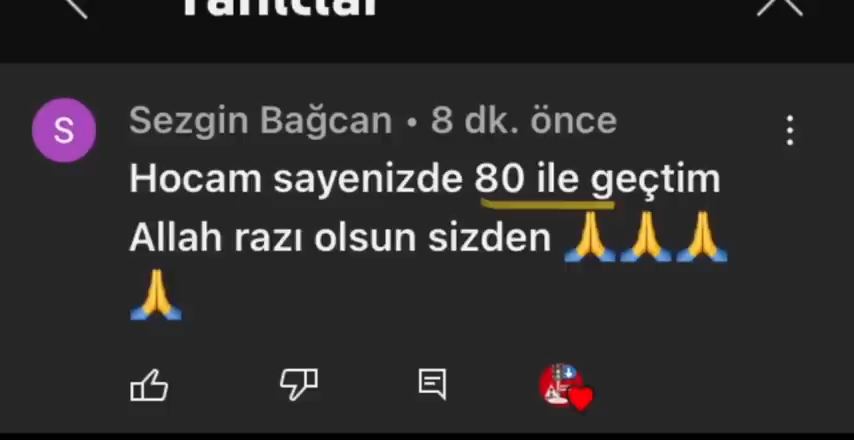 Yanıtlar
S
Sezgin Bağcan • 8 dk. önce
Hocam sayenizde 80 ile geçtim
Allah razı olsun sizden 🙏🙏🙏
🙏